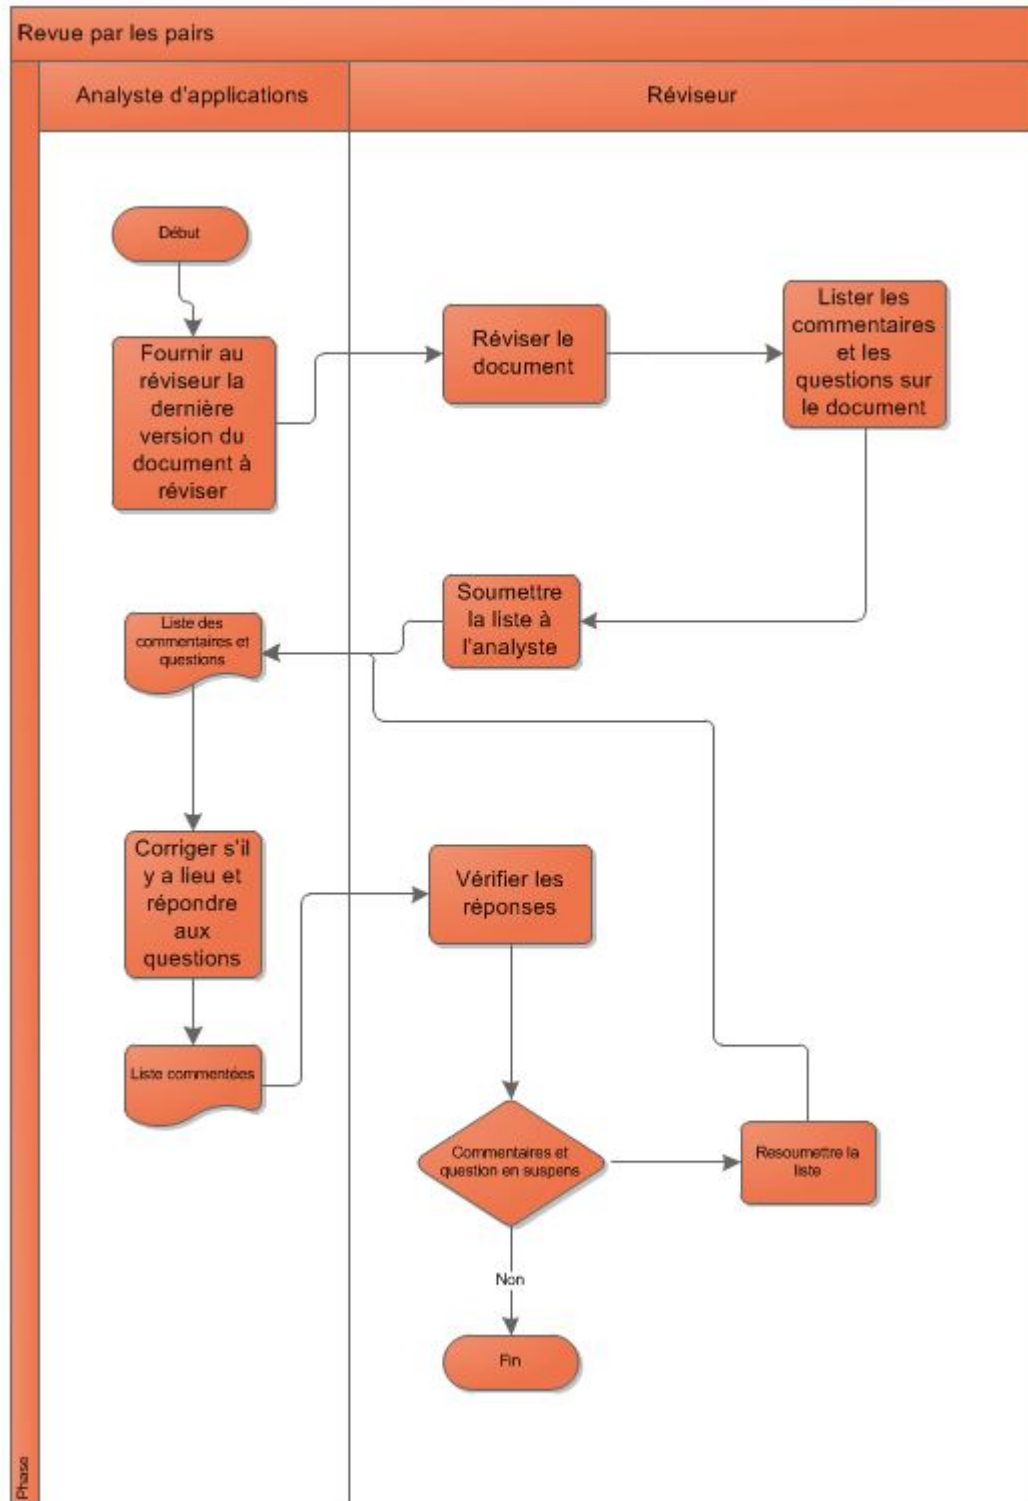 Revue par les pairs
Analyste d'applications
Réviseur
Début
Fournir au
réviseur la
dernière
version du
document à
réviser
Réviser le
document
Lister les
commentaires
et les
questions sur
le document
Soumettre
la liste à
l'analyste
Liste des
commentaires et
questions
Corriger s'il
y a lieu et
répondre
aux
questions
Vérifier les
réponses
Liste commentées
Commentaires et
question en suspens
Resoumettre la
liste
Non
Fin
Phase